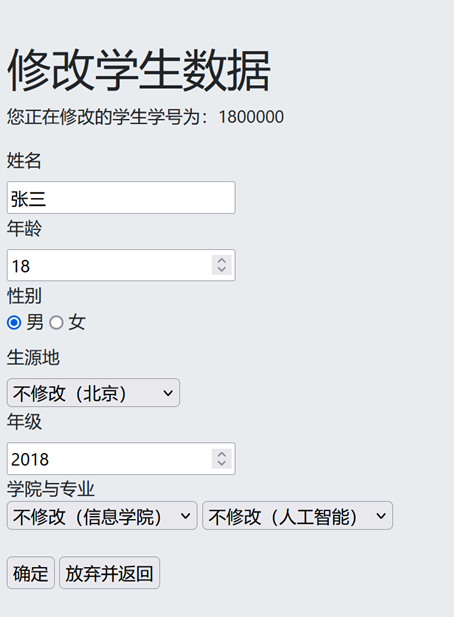 修改学生数据
您正在修改的学生学号为：1800000
姓名
张三
年龄
18
性别
男 女
生源地
不修改（北京）
年级
2018
学院与专业
不修改（信息学院） 不修改（人工智能）
确定 放弃并返回